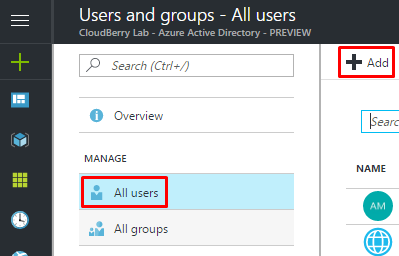 Users and groups - All users
CloudBerry Lab - Azure Active Directory - PREVIEW
Search (Ctrl+/)
Add
Overview
Searc
MANAGE
NAME
All users
AM
All groups